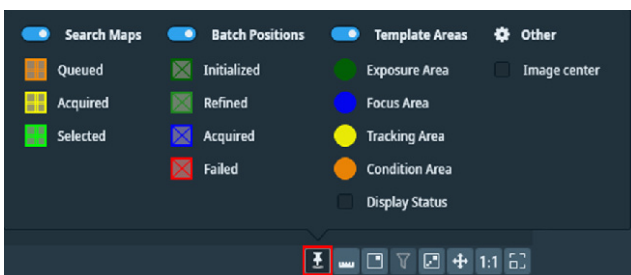 Search Maps Batch Positions Template Areas Other
Queued Initialized Exposure Area Image center
Acquired Refined Focus Area
Selected Acquired Tracking Area
Failed Condition Area
Display Status
1:1